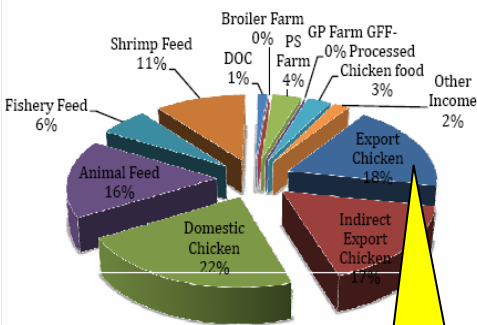 Broiler Farm
0%
PS
Farm
4%
GP Farm GFF-
0% Processed
Chicken food
3%
Other
Income
2%
Export
Chicken
18%
Indirect
Export
Chicken
17%
Domestic
Chicken
22%
Animal Feed
16%
Fishery Feed
6%
Shrimp Feed
11%
DOC
1%